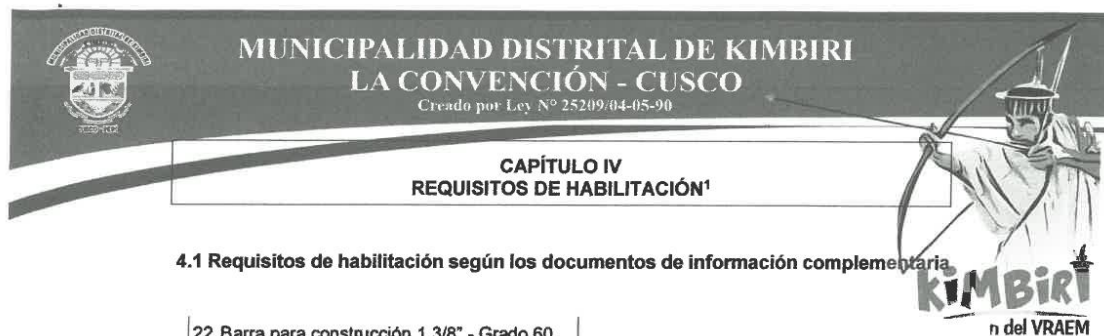 MUNICIPALIDAD DISTRITAL DE KIMBIRI
LA CONVENCIÓN - CUSCO
Creado por Ley Nº 25209/04-05-90
CAPÍTULO IV
REQUISITOS DE HABILITACIÓN¹
4.1 Requisitos de habilitación según los documentos de información complementaria
KiMBiRi
n del VRAEM
22 Barra para construcción 1 3/8" - Grado 60